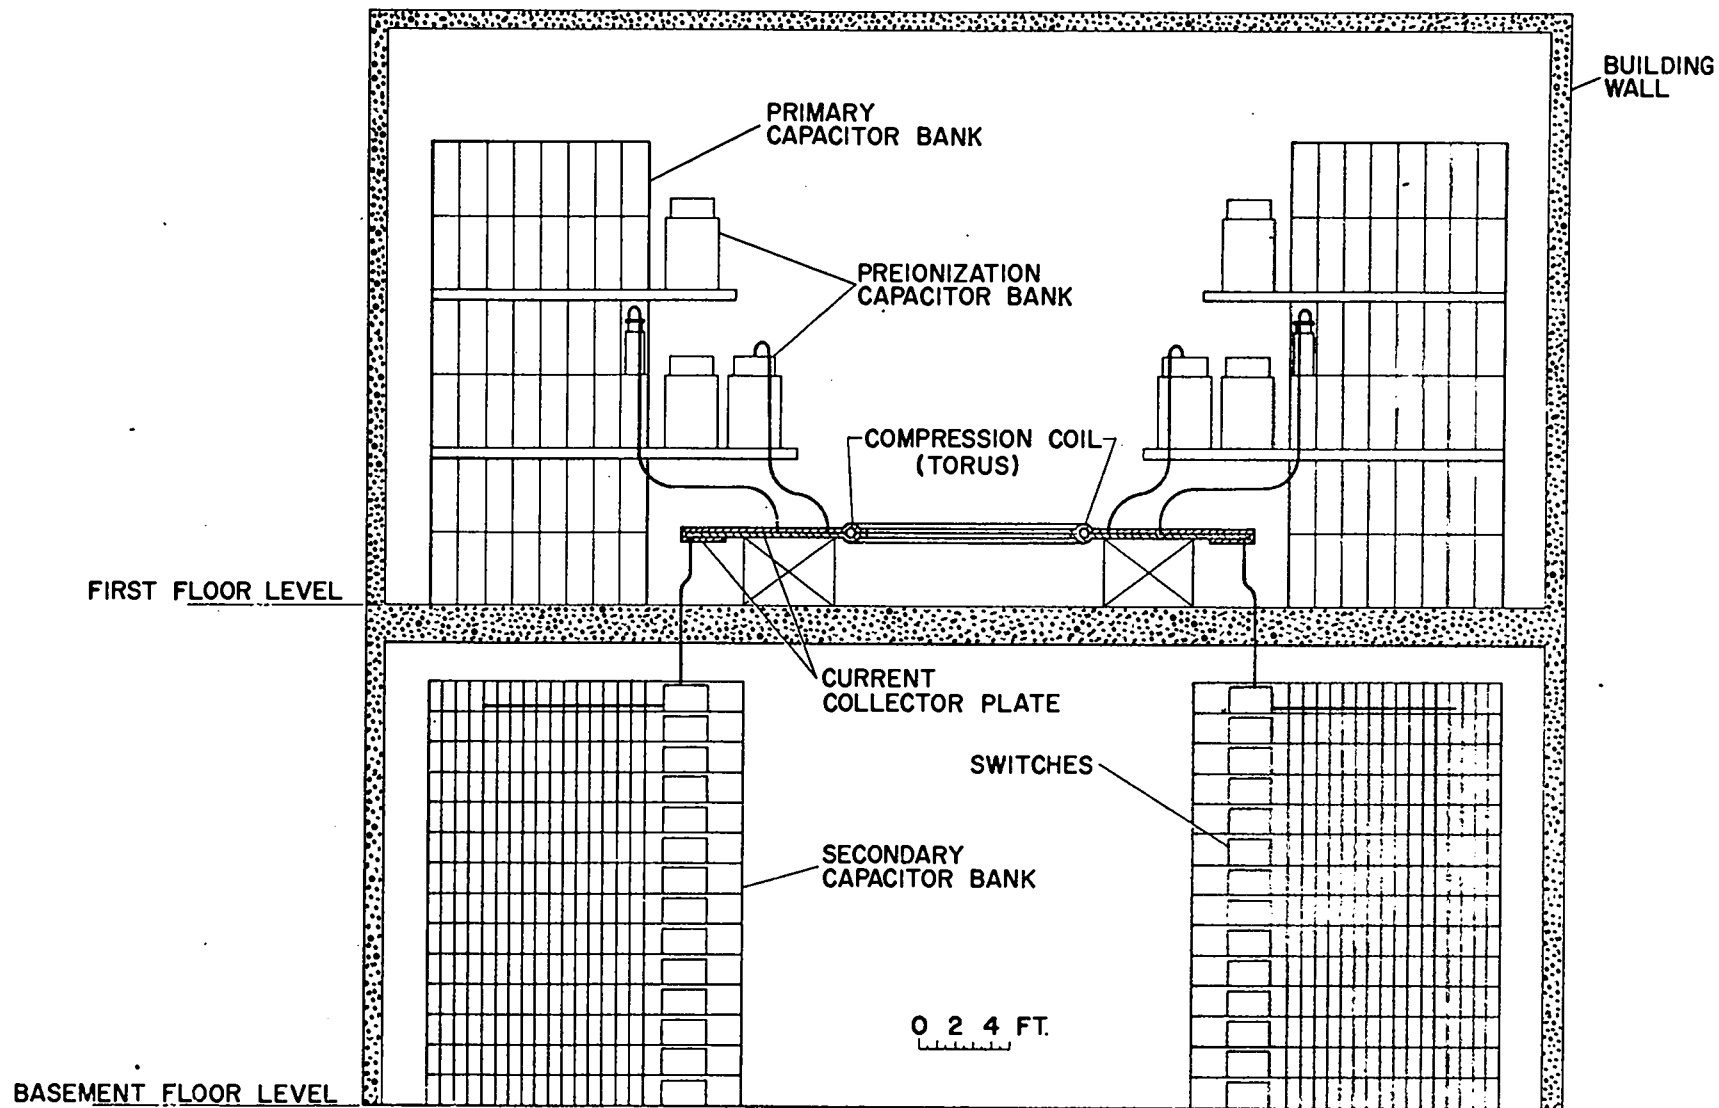 BUILDING
WALL
PRIMARY
CAPACITOR BANK
PREIONIZATION
CAPACITOR BANK
COMPRESSION COIL
(TORUS)
FIRST FLOOR LEVEL
CURRENT
COLLECTOR PLATE
SWITCHES
SECONDARY
CAPACITOR BANK
0 2 4 FT.
BASEMENT FLOOR LEVEL